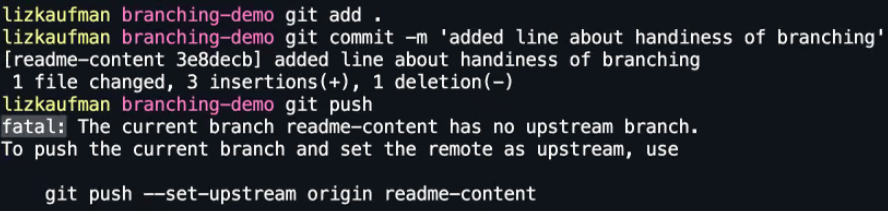 lizkaufman branching-demo git add .
lizkaufman branching-demo git commit -m 'added line about handiness of branching'
[readme-content 3e8decb] added line about handiness of branching
 1 file changed, 3 insertions(+), 1 deletion(-)
lizkaufman branching-demo git push
fatal: The current branch readme-content has no upstream branch.
To push the current branch and set the remote as upstream, use
    git push --set-upstream origin readme-content